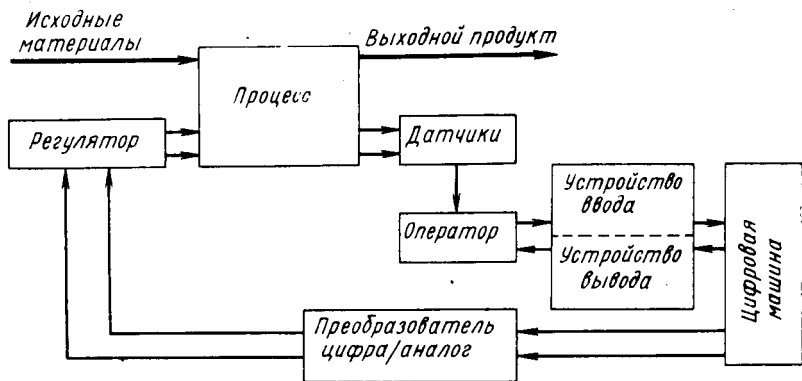 Исходные
материалы
Выходной продукт
Процесс
Регулятор
Датчики
Оператор
Устройство
ввода
Устройство
вывода
Цифровая
машина
Преобразователь
цифра/аналог